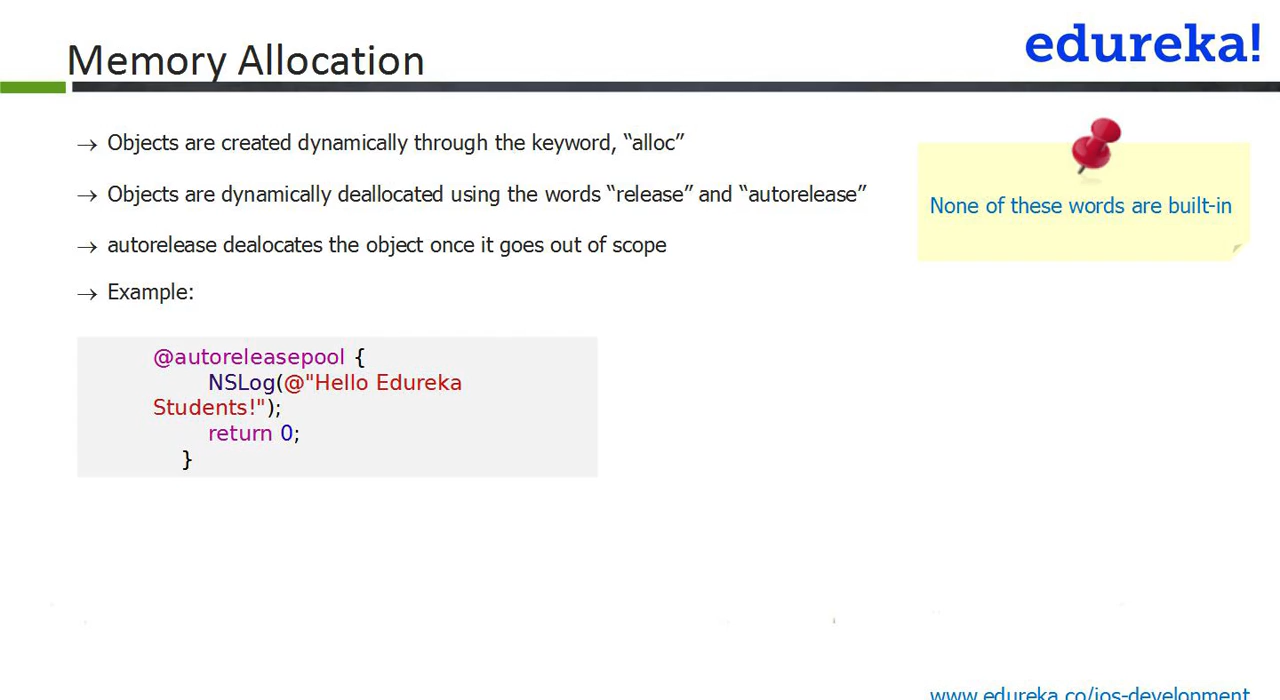 Memory Allocation
edureka!
→ Objects are created dynamically through the keyword, “alloc”
→ Objects are dynamically deallocated using the words “release” and “autorelease”
→ autorelease dealocates the object once it goes out of scope
→ Example:
None of these words are built-in
@autoreleasepool {
NSLog(@"Hello Edureka
Students!");
return 0;
}
www.edureka.co/ios-development